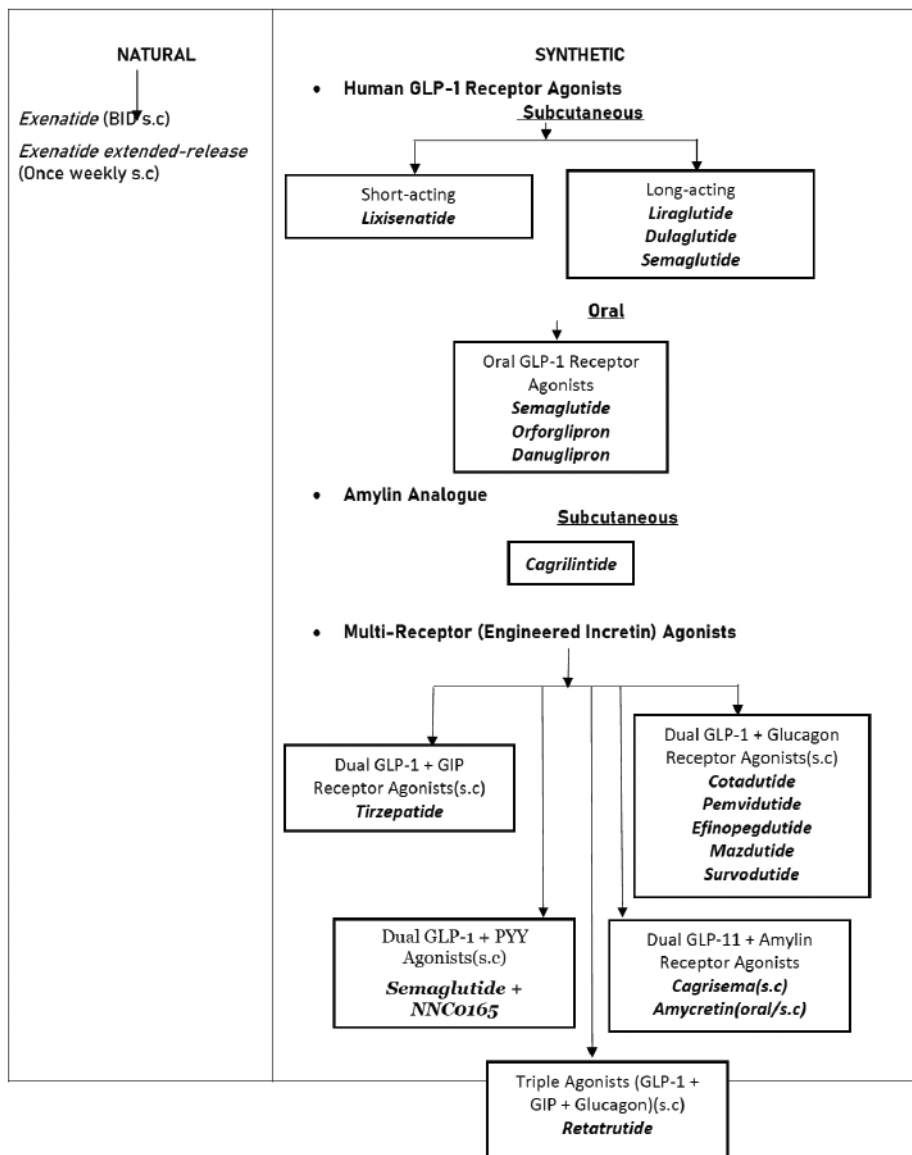 NATURAL
Exenatide (BID s.c)
Exenatide extended-release
(Once weekly s.c)
SYNTHETIC
• Human GLP-1 Receptor Agonists
Subcutaneous
Short-acting
Lixisenatide
Long-acting
Liraglutide
Dulaglutide
Semaglutide
Oral
Oral GLP-1 Receptor
Agonists
Semaglutide
Orforglipron
Danuglipron
• Amylin Analogue
Subcutaneous
Cagrilintide
• Multi-Receptor (Engineered Incretin) Agonists
Dual GLP-1 + GIP
Receptor Agonists(s.c)
Tirzepatide
Dual GLP-1 + Glucagon
Receptor Agonists(s.c)
Cotadutide
Pemvidutide
Efinopegdutide
Mazdutide
Survodutide
Dual GLP-1 + PYY
Agonists(s.c)
Semaglutide +
NNC0165
Dual GLP-11 + Amylin
Receptor Agonists
Cagrisema(s.c)
Amycretin(oral/s.c)
Triple Agonists (GLP-1 +
GIP + Glucagon)(s.c)
Retatrutide